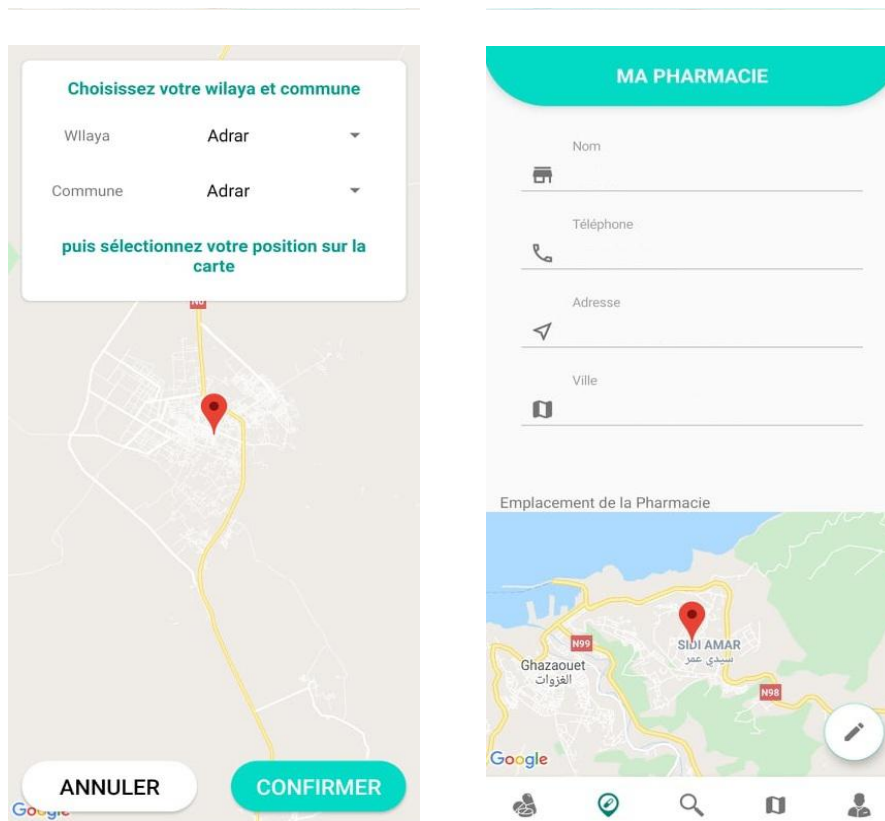 Choisissez votre wilaya et commune
WIlaya
Adrar
Commune
Adrar
puis sélectionnez votre position sur la
carte
N6
ANNULER
CONFIRMER
Google
MA PHARMACIE
Nom
Téléphone
Adresse
Ville
Emplacement de la Pharmacie
N99
SIDI AMAR
سيدي عمر
Ghazaouet
الغزوات
N98
Google